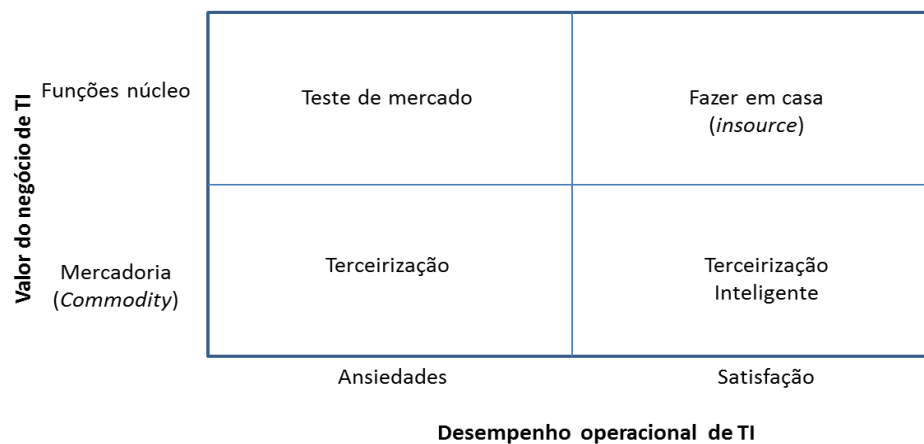 Valor do negócio de TI
Funções núcleo
Teste de mercado
Fazer em casa
(insource)
Mercadoria
(Commodity)
Terceirização
Terceirização
Inteligente
Ansiedades
Satisfação
Desempenho operacional de TI